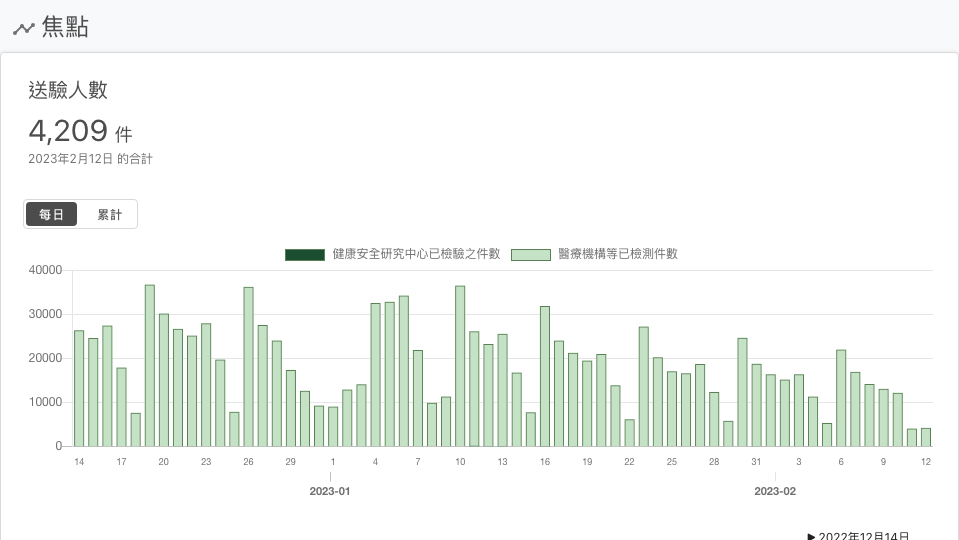 焦點
送驗人數
4,209 件
2023年2月12日 的合計
每日 累計
健康安全研究中心已檢驗之件數 醫療機構等已檢測件數
40000
30000
20000
10000
0
14 17 20 23 26 29 1 4 7 10 13 16 19 22 25 28 31 3 6 9 12
2023-01 2023-02
▶ 2022年12月14日